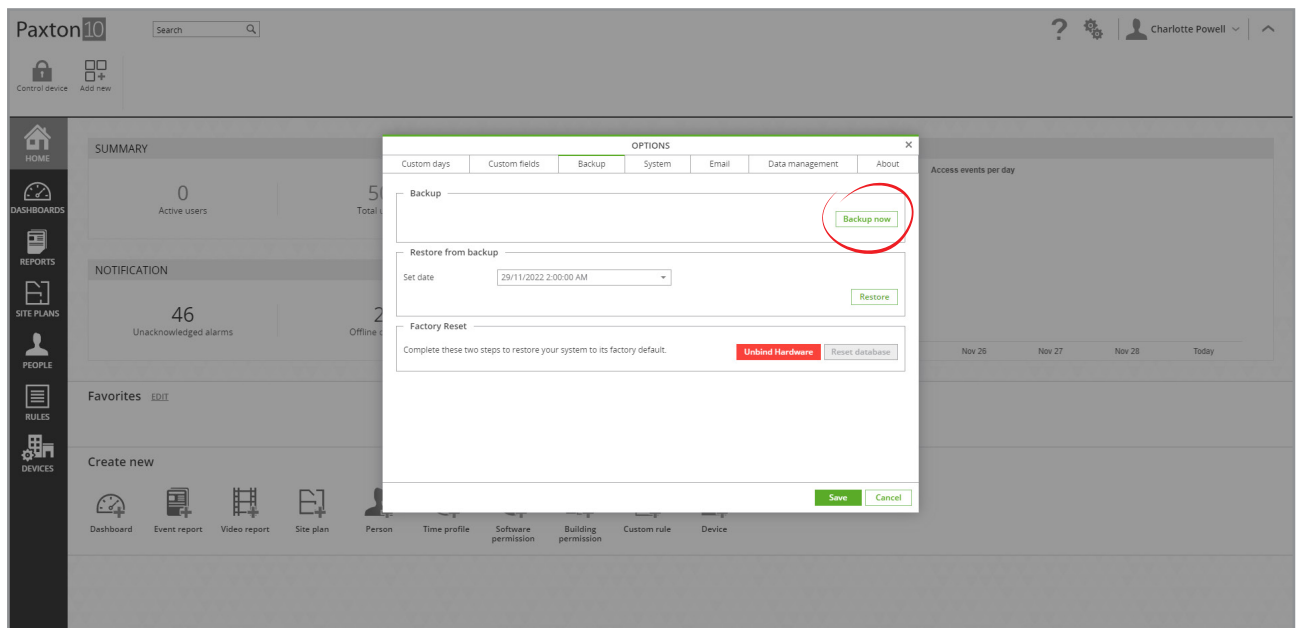 Paxton 10
Search
Charlotte Powell
Control device
Add new
HOME
DASHBOARDS
REPORTS
SITE PLANS
PEOPLE
RULES
DEVICES
SUMMARY
0
Active users
Total
NOTIFICATION
46
Unacknowledged alarms
2
Offline
Access events per day
Nov 26 Nov 27 Nov 28 Today
OPTIONS
Custom days Custom fields Backup System Email Data management About
Backup
Backup now
Restore from backup
Set date 29/11/2022 2:00:00 AM
Restore
Factory Reset
Complete these two steps to restore your system to its factory default. Unbind Hardware Reset database
Save Cancel
Favorites EDIT
Create new
Dashboard Event report Video report Site plan Person Time profile Software permission Building permission Custom rule Device